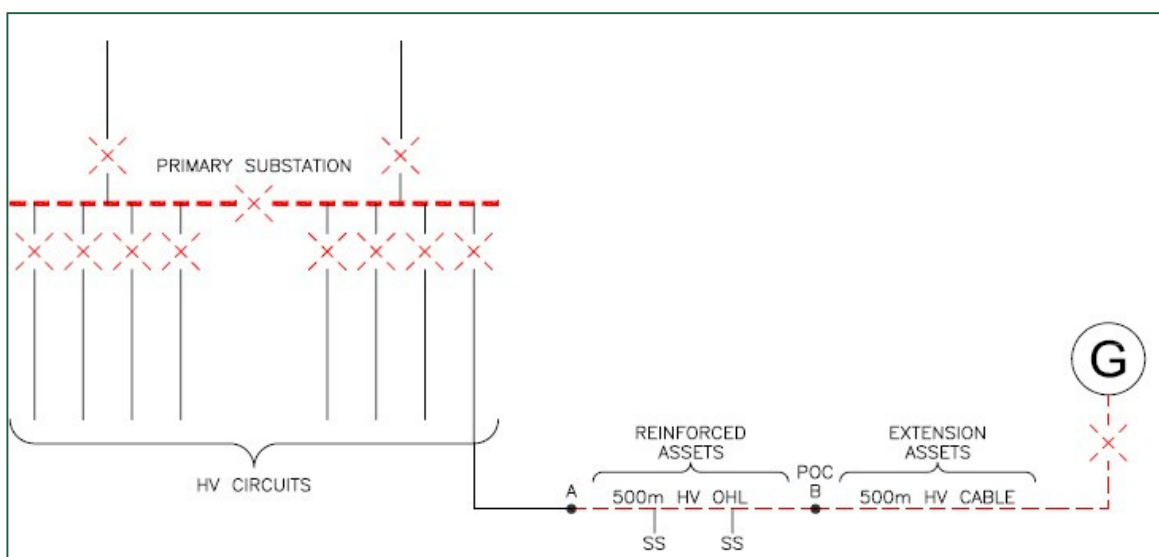 PRIMARY SUBSTATION
G
REINFORCED
ASSETS
EXTENSION
ASSETS
HV CIRCUITS
A
500m HV OHL
POC
B
500m HV CABLE
SS
SS